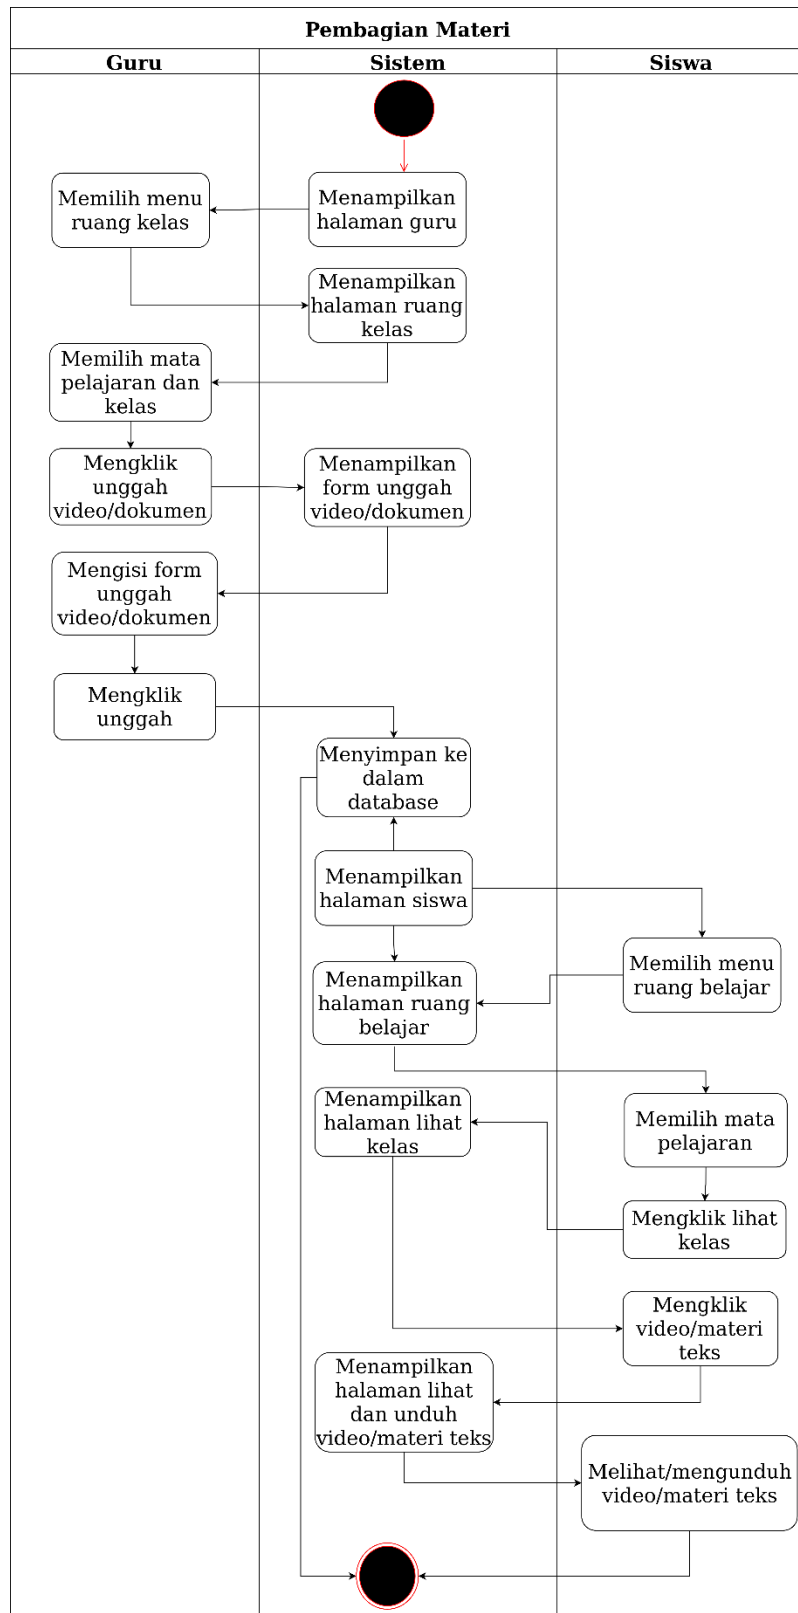 Pembagian Materi
Guru
Sistem
Siswa
Memilih menu
ruang kelas
Menampilkan
halaman guru
Menampilkan
halaman ruang
kelas
Memilih mata
pelajaran dan
kelas
Mengklik
unggah
video/dokumen
Menampilkan
form unggah
video/dokumen
Mengisi form
unggah
video/dokumen
Mengklik
unggah
Menyimpan ke
dalam
database
Menampilkan
halaman siswa
Memilih menu
ruang belajar
Menampilkan
halaman ruang
belajar
Menampilkan
halaman lihat
kelas
Memilih mata
pelajaran
Mengklik lihat
kelas
Mengklik
video/materi
teks
Menampilkan
halaman lihat
dan unduh
video/materi teks
Melihat/mengunduh
video/materi teks